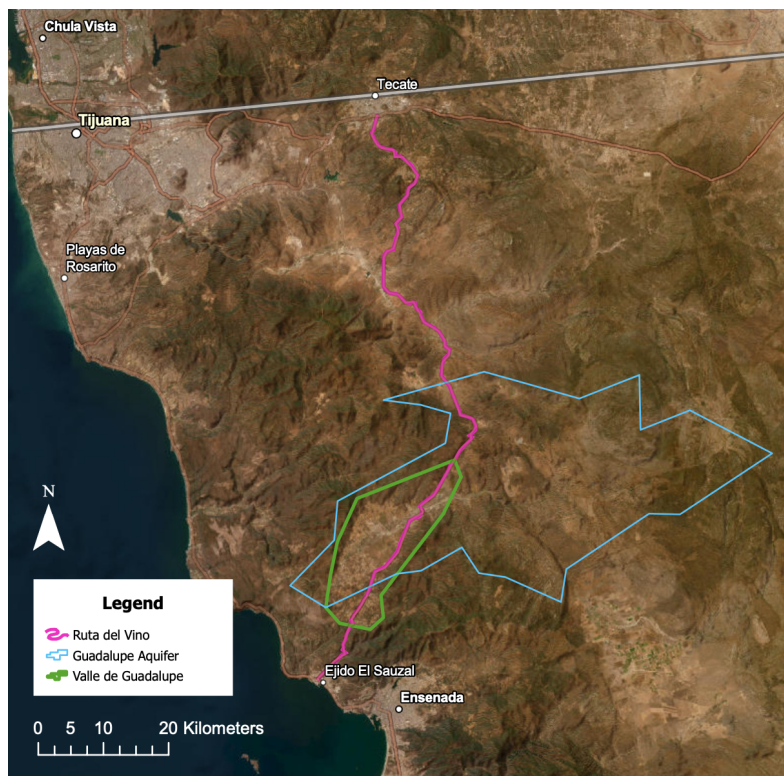 Chula Vista
Tecate
Tijuana
Playas de
Rosarito
N
Legend
Ruta del Vino
Guadalupe Aquifer
Valle de Guadalupe
Ejido El Sauzal
Ensenada
0 5 10 20 Kilometers